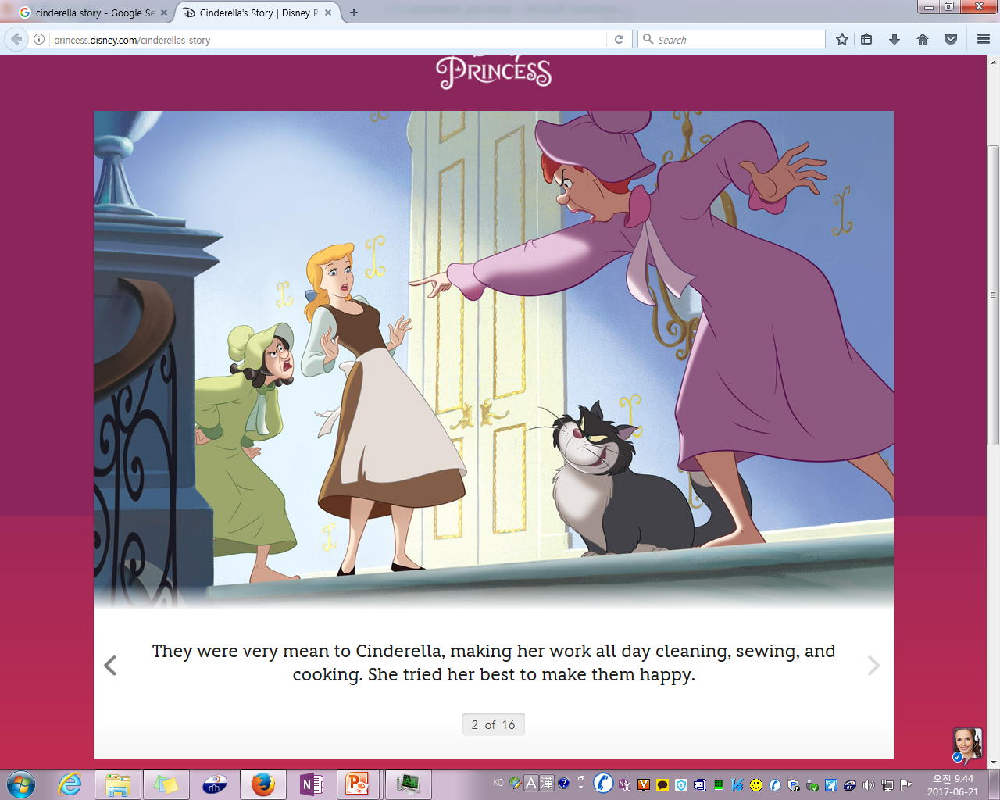 cinderella story - Google Se
Cinderella's Story | Disney P
princess.disney.com/cinderellas-story
Search
PRINCESS
They were very mean to Cinderella, making her work all day cleaning, sewing, and
cooking. She tried her best to make them happy.
2 of 16
KO
A 漢
오전 9:44
2017-06-21